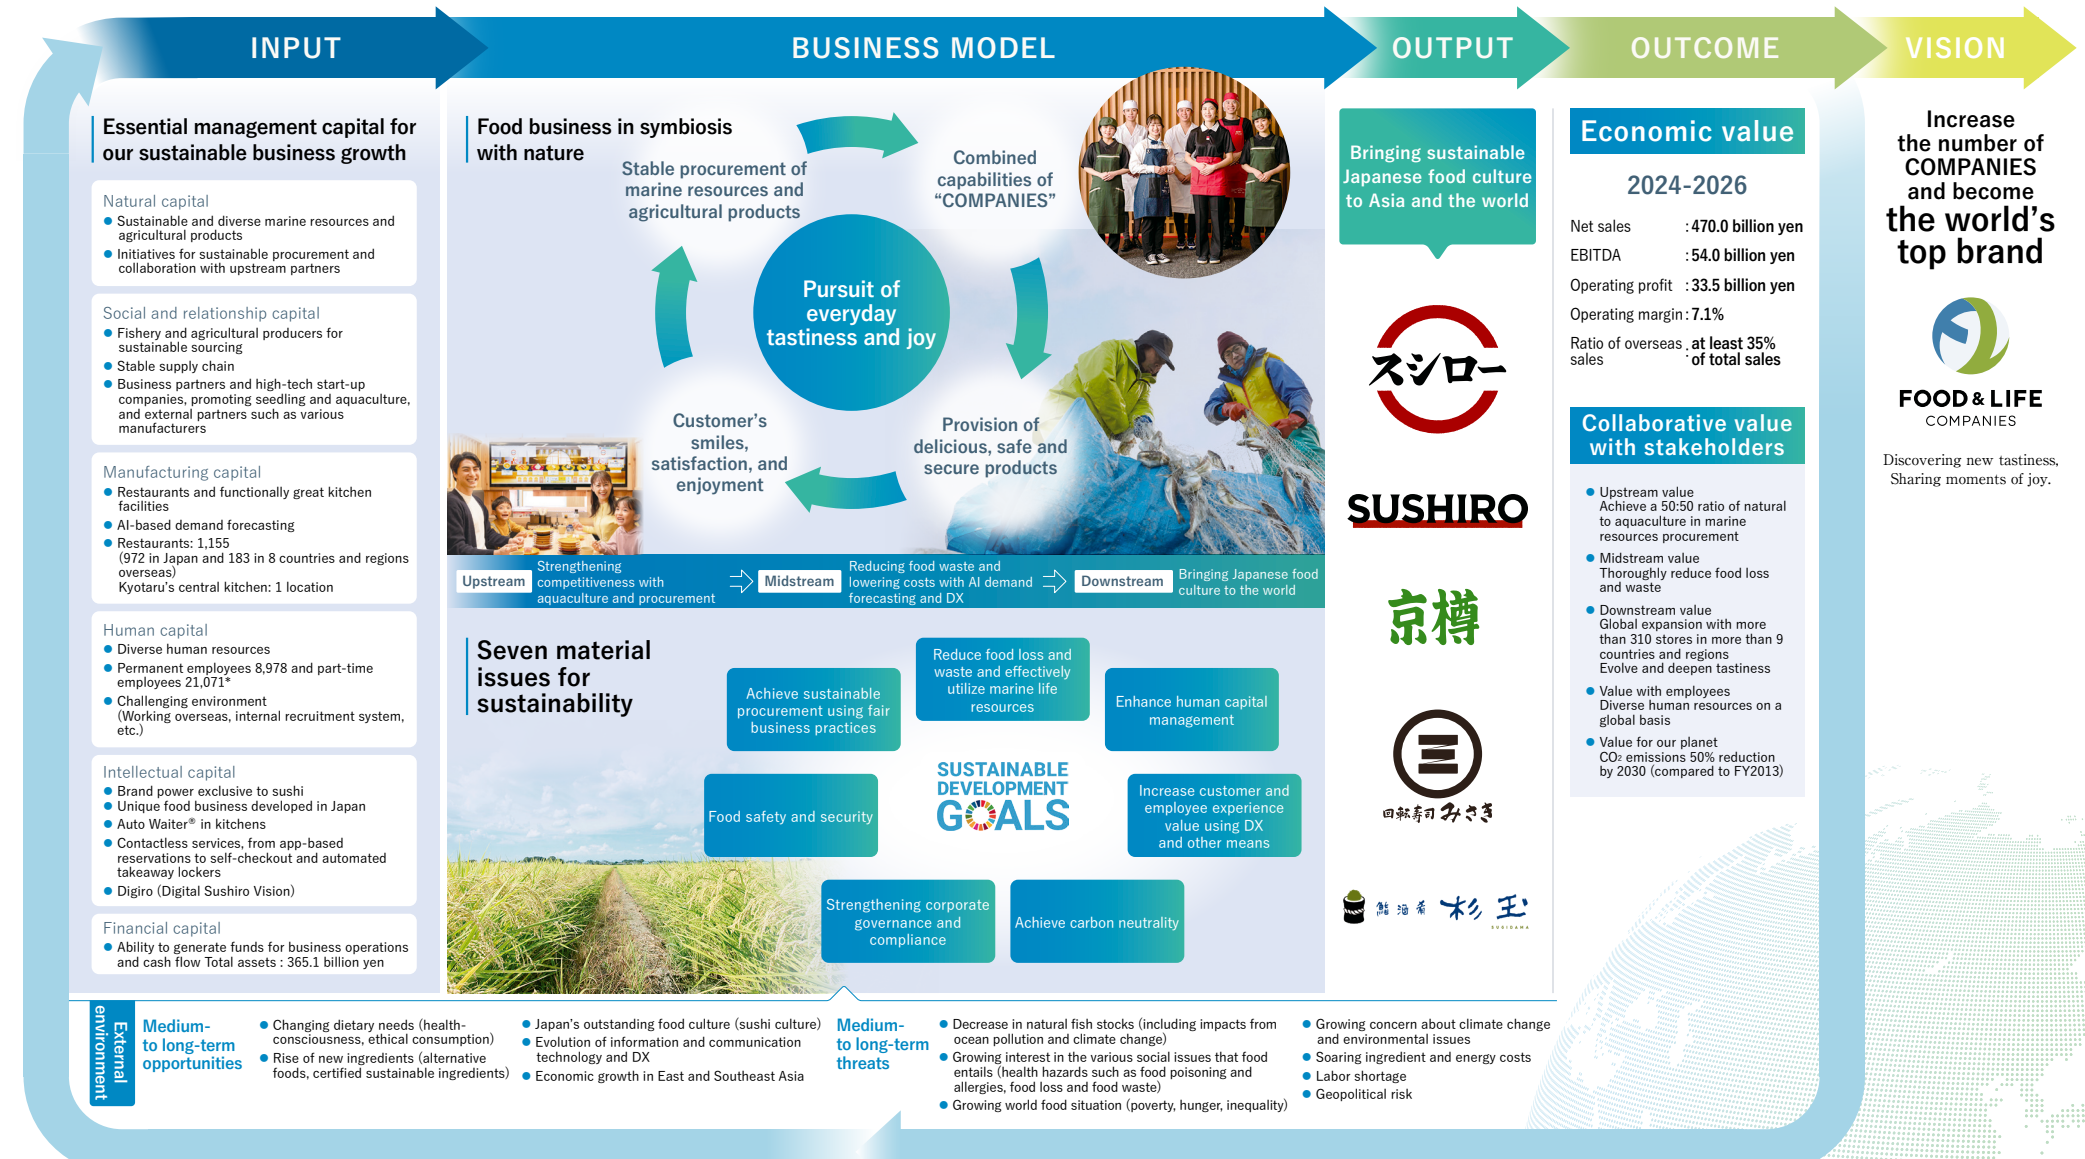 INPUT
BUSINESS MODEL
OUTPUT
OUTCOME
VISION
Essential management capital for
our sustainable business growth
Natural capital
● Sustainable and diverse marine resources and
agricultural products
● Initiatives for sustainable procurement and
collaboration with upstream partners
Social and relationship capital
● Fishery and agricultural producers for
sustainable sourcing
● Stable supply chain
● Business partners and high-tech start-up
companies, promoting seedling and aquaculture,
and external partners such as various
manufacturers
Manufacturing capital
● Restaurants and functionally great kitchen
facilities
● AI-based demand forecasting
● Restaurants: 1,155
(972 in Japan and 183 in 8 countries and regions
overseas)
Kyotaru's central kitchen: 1 location
Human capital
● Diverse human resources
● Permanent employees 8,978 and part-time
employees 21,071*
● Challenging environment
(Working overseas, internal recruitment system,
etc.)
Intellectual capital
● Brand power exclusive to sushi
● Unique food business developed in Japan
● Auto Waiter® in kitchens
● Contactless services, from app-based
reservations to self-checkout and automated
takeaway lockers
● Digiro (Digital Sushiro Vision)
Financial capital
● Ability to generate funds for business operations
and cash flow Total assets : 365.1 billion yen
Food business in symbiosis
with nature
Stable procurement of
marine resources and
agricultural products
Combined
capabilities of
“COMPANIES”
Pursuit of
everyday
tastiness and joy
Customer's
smiles,
satisfaction, and
enjoyment
Provision of
delicious, safe and
secure products
Upstream
Strengthening
competitiveness with
aquaculture and procurement
Midstream
Reducing food waste and
lowering costs with AI demand
forecasting and DX
Downstream
Bringing Japanese food
culture to the world
Seven material
issues for
sustainability
Achieve sustainable
procurement using fair
business practices
Reduce food loss and
waste and effectively
utilize marine life
resources
Enhance human capital
management
Food safety and security
SUSTAINABLE
DEVELOPMENT
GOALS
Increase customer and
employee experience
value using DX
and other means
Strengthening corporate
governance and
compliance
Achieve carbon neutrality
Bringing sustainable
Japanese food culture
to Asia and the world
スシロー
SUSHIRO
京樽
回転寿司 みさき
鮨 酒 肴 杉玉
SUGIDAMA
Economic value
2024-2026
Net sales : 470.0 billion yen
EBITDA : 54.0 billion yen
Operating profit : 33.5 billion yen
Operating margin : 7.1%
Ratio of overseas : at least 35%
sales of total sales
Collaborative value
with stakeholders
● Upstream value
Achieve a 50:50 ratio of natural
to aquaculture in marine
resources procurement
● Midstream value
Thoroughly reduce food loss
and waste
● Downstream value
Global expansion with more
than 310 stores in more than 9
countries and regions
Evolve and deepen tastiness
● Value with employees
Diverse human resources on a
global basis
● Value for our planet
CO₂ emissions 50% reduction
by 2030 (compared to FY2013)
Increase
the number of
COMPANIES
and become
the world's
top brand
FOOD & LIFE
COMPANIES
Discovering new tastiness,
Sharing moments of joy.
External
environment
Medium-
to long-term
opportunities
● Changing dietary needs (health-
consciousness, ethical consumption)
● Rise of new ingredients (alternative
foods, certified sustainable ingredients)
● Japan's outstanding food culture (sushi culture)
● Evolution of information and communication
technology and DX
● Economic growth in East and Southeast Asia
Medium-
to long-term
threats
● Decrease in natural fish stocks (including impacts from
ocean pollution and climate change)
● Growing interest in the various social issues that food
entails (health hazards such as food poisoning and
allergies, food loss and food waste)
● Growing world food situation (poverty, hunger, inequality)
● Growing concern about climate change
and environmental issues
● Soaring ingredient and energy costs
● Labor shortage
● Geopolitical risk